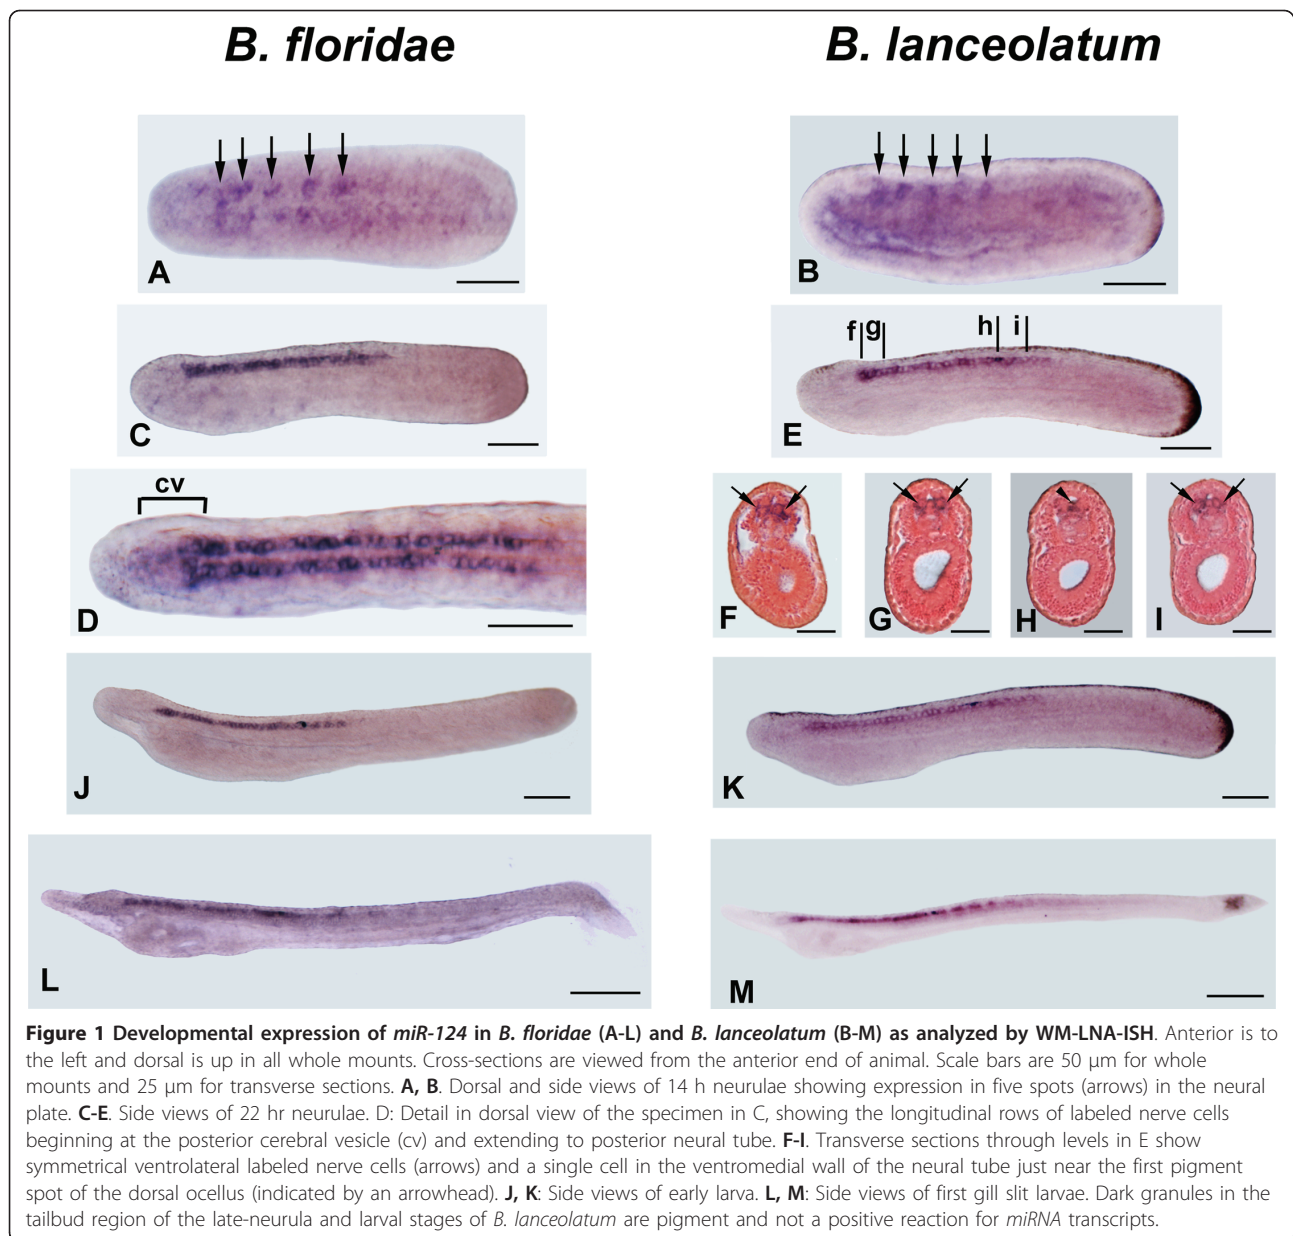 B. floridae
B. lanceolatum
A
B
C
f g h i
E
cv
D
F
G
H
I
J
K
L
M
Figure 1 Developmental expression of miR-124 in B. floridae (A-L) and B. lanceolatum (B-M) as analyzed by WM-LNA-ISH. Anterior is to
the left and dorsal is up in all whole mounts. Cross-sections are viewed from the anterior end of animal. Scale bars are 50 μm for whole
mounts and 25 μm for transverse sections. A, B. Dorsal and side views of 14 h neurulae showing expression in five spots (arrows) in the neural
plate. C-E. Side views of 22 hr neurulae. D: Detail in dorsal view of the specimen in C, showing the longitudinal rows of labeled nerve cells
beginning at the posterior cerebral vesicle (cv) and extending to posterior neural tube. F-I. Transverse sections through levels in E show
symmetrical ventrolateral labeled nerve cells (arrows) and a single cell in the ventromedial wall of the neural tube just near the first pigment
spot of the dorsal ocellus (indicated by an arrowhead). J, K: Side views of early larva. L, M: Side views of first gill slit larvae. Dark granules in the
tailbud region of the late-neurula and larval stages of B. lanceolatum are pigment and not a positive reaction for miRNA transcripts.